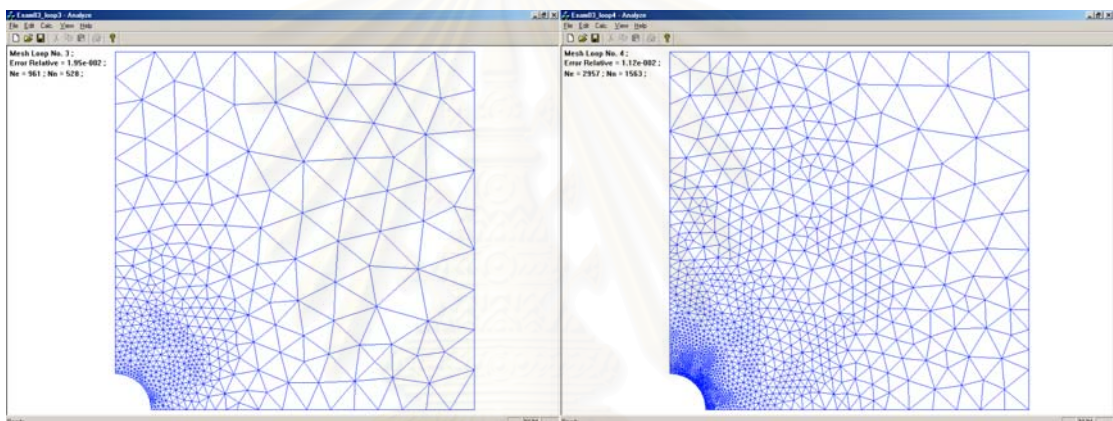 Exam03_loop3 - Analyze
File Edit Calc View Help
Mesh Loop No. 3 ;
Error Relative = 1.95e-002 ;
Ne = 961 ; Nn = 528 ;
Exam03_loop4 - Analyze
File Edit Calc View Help
Mesh Loop No. 4 ;
Error Relative = 1.12e-002 ;
Ne = 2957 ; Nn = 1563 ;